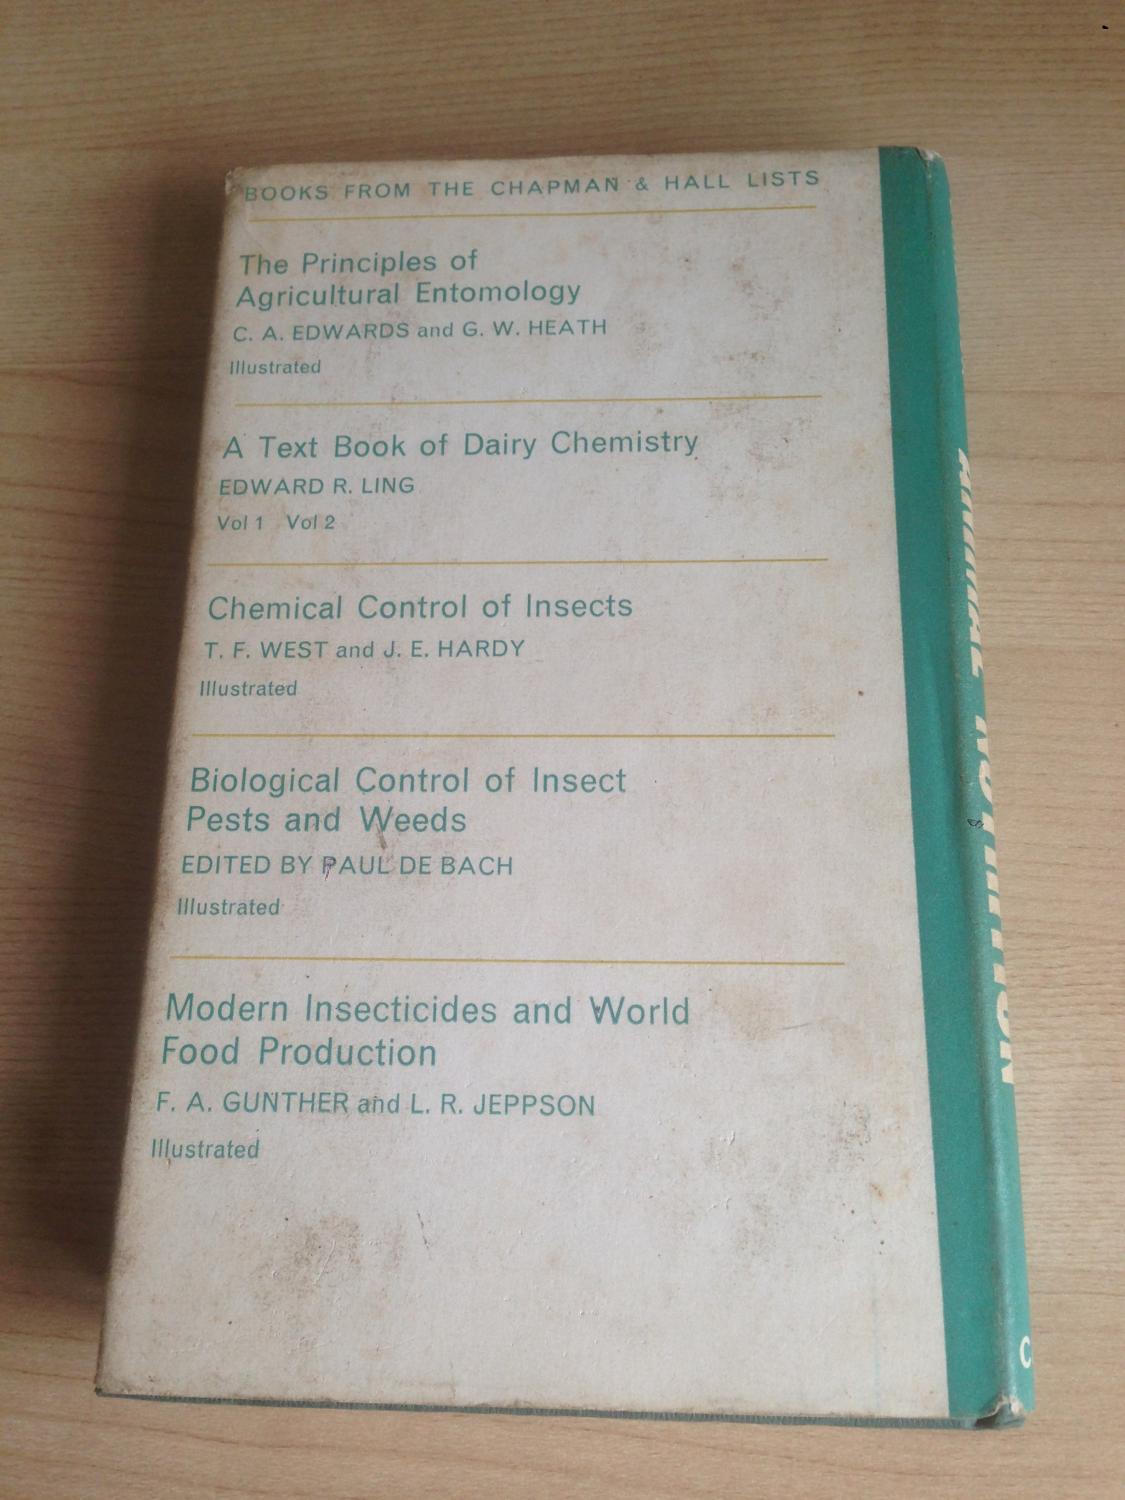 BOOKS FROM THE CHAPMAN & HALL LISTS
The Principles of
Agricultural Entomology
C. A. EDWARDS and G. W. HEATH
Illustrated
A Text Book of Dairy Chemistry
EDWARD R. LING
Vol 1 Vol 2
Chemical Control of Insects
T. F. WEST and J. E. HARDY
Illustrated
Biological Control of Insect
Pests and Weeds
EDITED BY PAUL DE BACH
Illustrated
Modern Insecticides and World
Food Production
F. A. GUNTHER and L. R. JEPPSON
Illustrated
ANIMAL NUTRITION
C